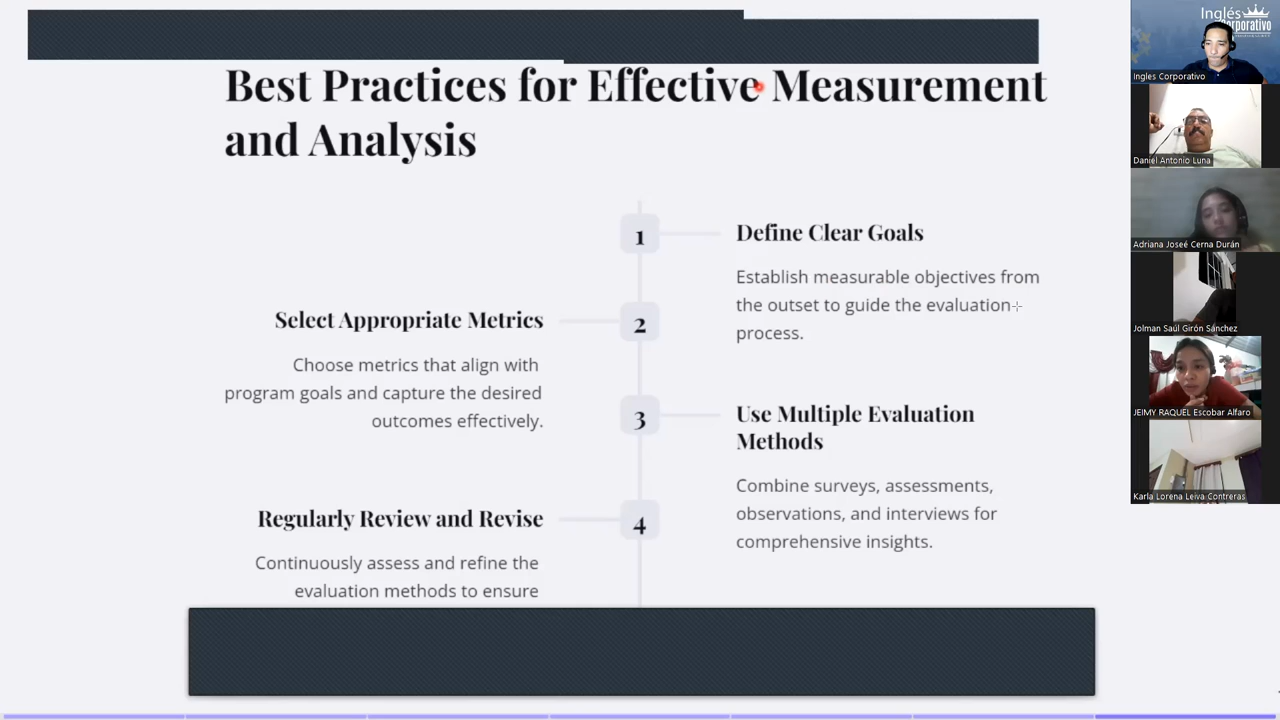 Best Practices for Effective Measurement
and Analysis
1
Define Clear Goals
Establish measurable objectives from
the outset to guide the evaluation
process.
Select Appropriate Metrics
2
Choose metrics that align with
program goals and capture the desired
outcomes effectively.
3
Use Multiple Evaluation
Methods
Combine surveys, assessments,
observations, and interviews for
comprehensive insights.
Regularly Review and Revise
4
Continuously assess and refine the
evaluation methods to ensure
Inglés
Corporativo
Ingles Corporativo
Daniel Antonio Luna
Adriana Joseé Cerna Durán
Jolman Saúl Girón Sánchez
JEIMY RAQUEL Escobar Alfaro
Karla Lorena Leiva Contreras